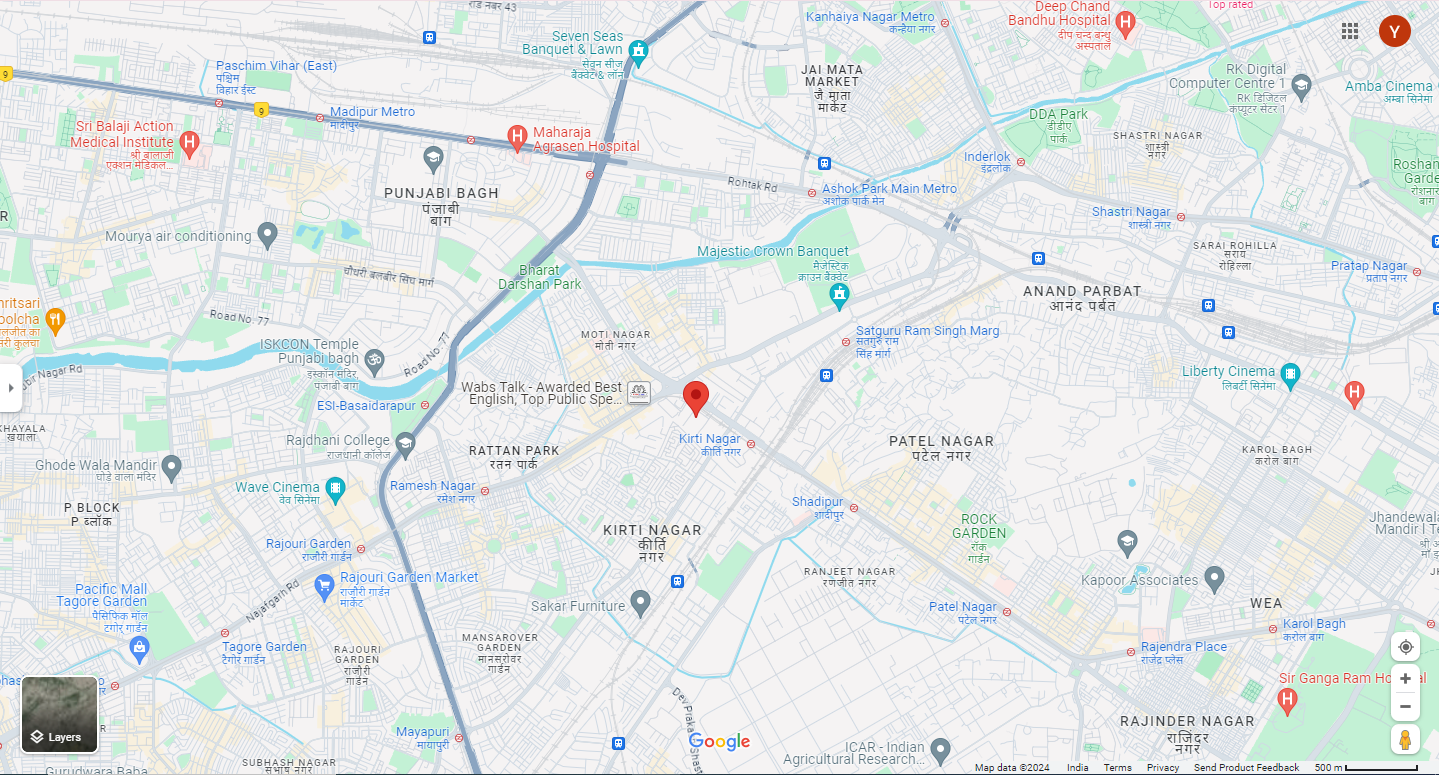 रोड नंबर 43
Seven Seas
Banquet & Lawn
सेवन सीज़
बैंक्वेट & लॉन
Kanhaiya Nagar Metro
कन्हैया नगर
Deep Chand
Bandhu Hospital
दीप चन्द बन्धु
अस्पताल
Top rated
Y
9
Paschim Vihar (East)
पश्चिम
विहार ईस्ट
9
Madipur Metro
मादीपुर
JAI MATA
MARKET
जै माता
मार्केट
RK Digital
Computer Centre 1
RK डिजिटल
कंप्यूटर सेंटर 1
Amba Cinema
अम्बा सिनेमा
DDA Park
डीडीए
पार्क
Sri Balaji Action
Medical Institute
श्री बालाजी
एक्शन मेडिकल...
Maharaja
Agrasen Hospital
SHASTRI NAGAR
शास्त्री
नगर
Inderlok
इंद्रलोक
Roshan
Garde
रोशनार
बाग
PUNJABI BAGH
पंजाबी
बाग
Rohtak Rd
Ashok Park Main Metro
अशोक पार्क मेन
Shastri Nagar
शास्त्री नगर
Mourya air conditioning
Majestic Crown Banquet
मैजेस्टिक
क्राउन बैंक्वेट
SARAI ROHILLA
सराय
रोहिल्ला
Pratap Nagar
प्रताप नगर
चौधरी बलबीर सिंघ मार्ग
Bharat
Darshan Park
ANAND PARBAT
आनंद पर्बत
Road No. 77
MOTI NAGAR
मोती नगर
Satguru Ram Singh Marg
सतगुरु राम
सिंह मार्ग
ISKCON Temple
Punjabi bagh
इस्कॉन मंदिर,
पंजाबी बाग
Road No. 77
Liberty Cinema
लिबर्टी सिनेमा
Wabs Talk - Awarded Best
English, Top Public Spe...
ESI-Basaidarapur
Rajdhani College
राजधानी कॉलेज
Kirti Nagar
कीर्ति नगर
PATEL NAGAR
पटेल नगर
KAROL BAGH
करोल बाग
RATTAN PARK
रतन पार्क
KHAYALA
ख्याला
Ghode Wala Mandir
घोडे वाला मंदिर
Wave Cinema
वेव सिनेमा
Ramesh Nagar
रमेश नगर
P BLOCK
P ब्लॉक
Shadipur
शादीपुर
KIRTI NAGAR
कीर्ति
नगर
ROCK
GARDEN
रॉक
गार्डन
Rajouri Garden
राजौरी गार्डन
RANJEET NAGAR
रणजीत नगर
Rajouri Garden Market
राजौरी गार्डन
मार्केट
Najafgarh Rd
Pacific Mall
Tagore Garden
पैसिफिक मॉल
टगोर् गार्डन
Sakar Furniture
Kapoor Associates
WEA
Patel Nagar
पटेल नगर
Karol Bagh
करोल बाग
Tagore Garden
टैगोर गार्डन
MANSAROVER
GARDEN
मानसरोवर
गार्डन
RAJOURI
GARDEN
राजोरी
गार्डन
Rajendra Place
राजेंद्र प्लेस
Sir Ganga Ram Hospital
RAJINDER NAGAR
राजिंदर
नगर
Layers
Mayapuri
मायापुरी
Google
ICAR - Indian
Agricultural Research...
SUBHASH NAGAR
सुभाष नगर
Gurudwara Baba
Map data ©2024
India
Terms
Privacy
Send Product Feedback
500 m